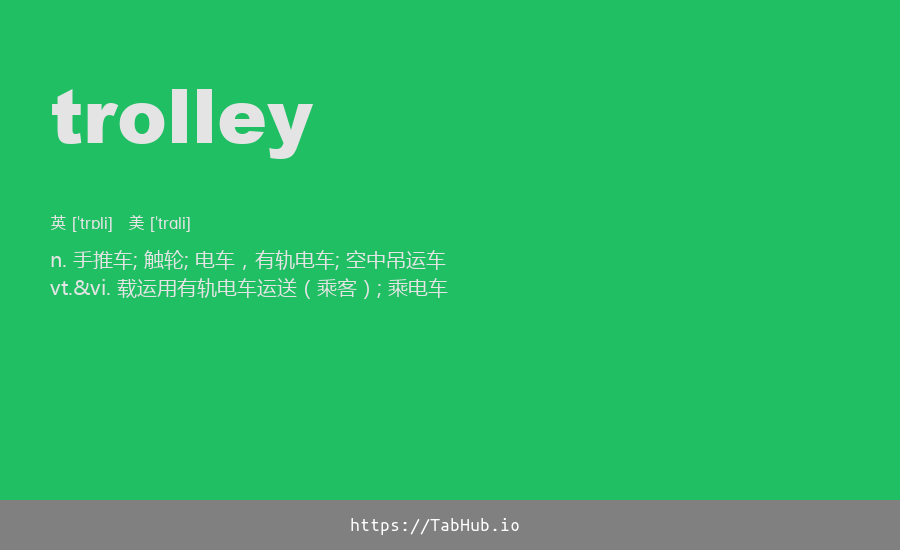 trolley
英 [ˈtrɒli] 美 [ˈtrɑli]
n. 手推车; 触轮; 电车，有轨电车; 空中吊运车
vt.&vi. 载运用有轨电车运送（乘客）; 乘电车
https://TabHub.io